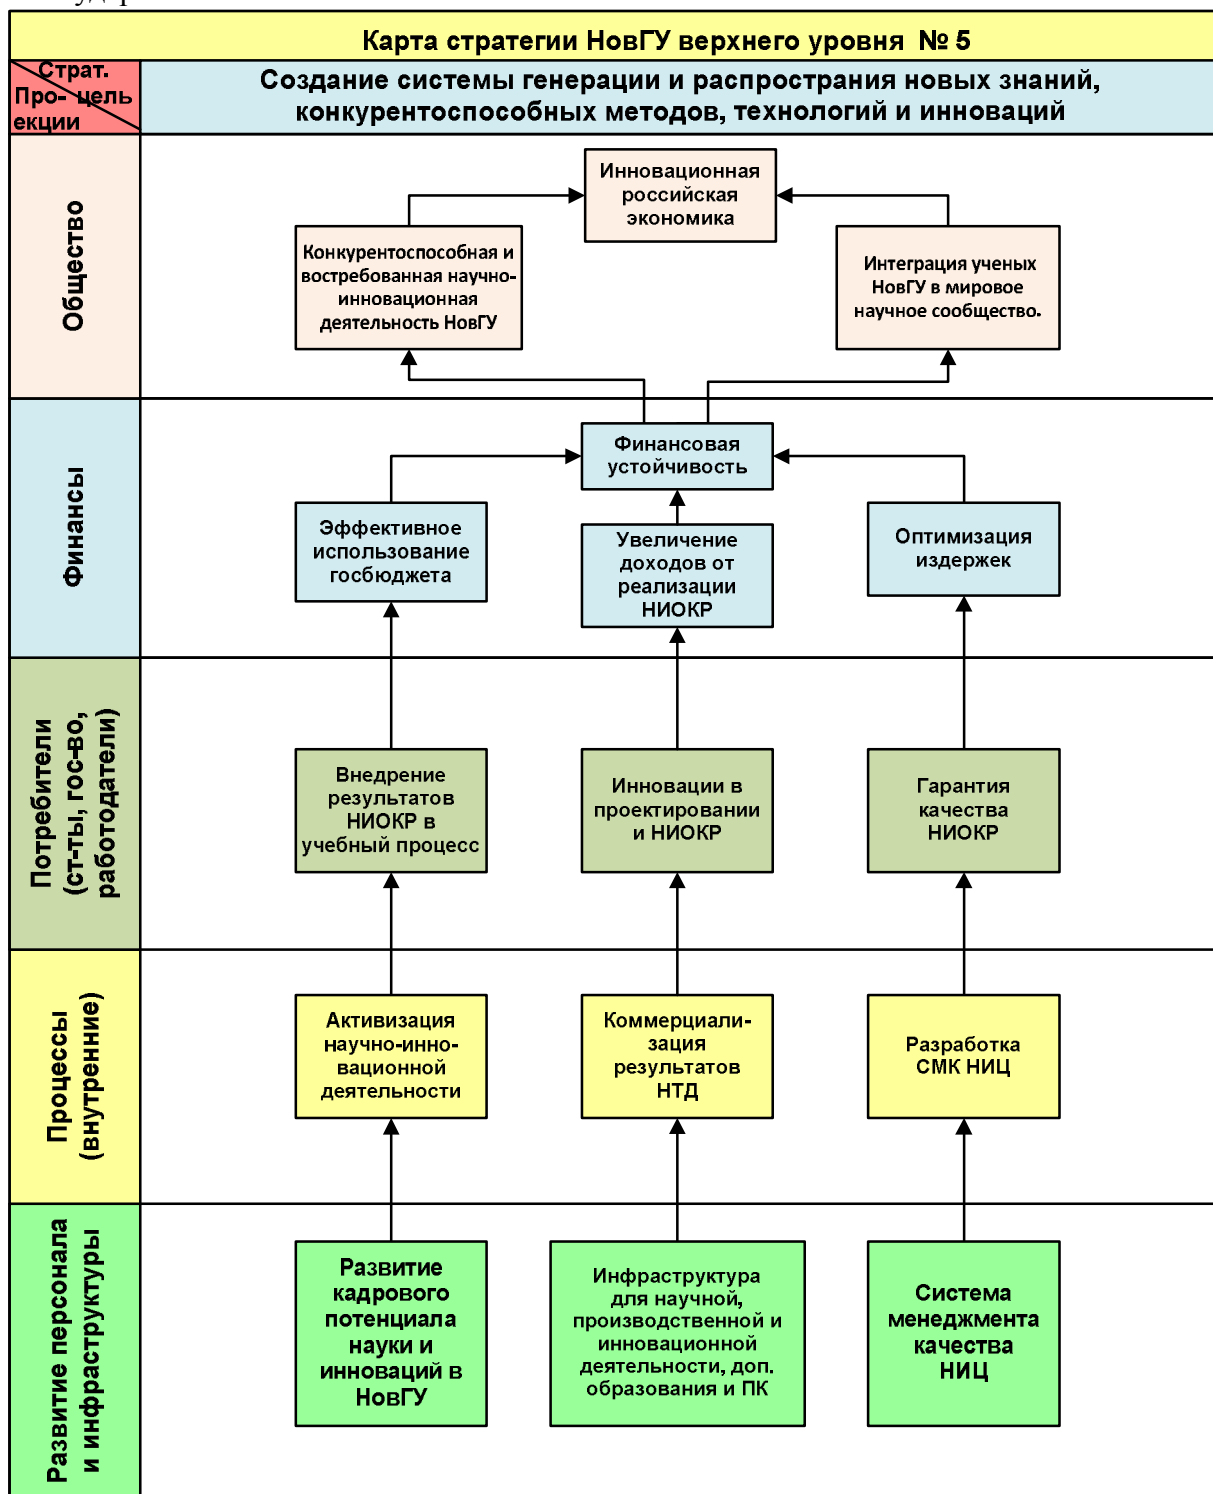 Карта стратегии НовГУ верхнего уровня № 5
Страт.
цель
Про-
екции
Создание системы генерации и распространия новых знаний,
конкурентоспособных методов, технологий и инноваций
Общество
Инновационная
российская
экономика
Конкурентоспособная и
востребованная научно-
инновационная
деятельность НовГУ
Интеграция ученых
НовГУ в мировое
научное сообщество.
Финансы
Финансовая
устойчивость
Эффективное
использование
госбюджета
Увеличение
доходов от
реализации
НИОКР
Оптимизация
издержек
Потребители
(ст-ты, гос-во,
работодатели)
Внедрение
результатов
НИОКР в
учебный процесс
Инновации в
проектировании
и НИОКР
Гарантия
качества
НИОКР
Процессы
(внутренние)
Активизация
научно-инно-
вационной
деятельности
Коммерциали-
зация
результатов
НТД
Разработка
СМК НИЦ
Развитие персонала
и инфраструктуры
Развитие
кадрового
потенциала
науки и
инноваций в
НовГУ
Инфраструктура
для научной,
производственной и
инновационной
деятельности, доп.
образования и ПК
Система
менеджмента
качества
НИЦ